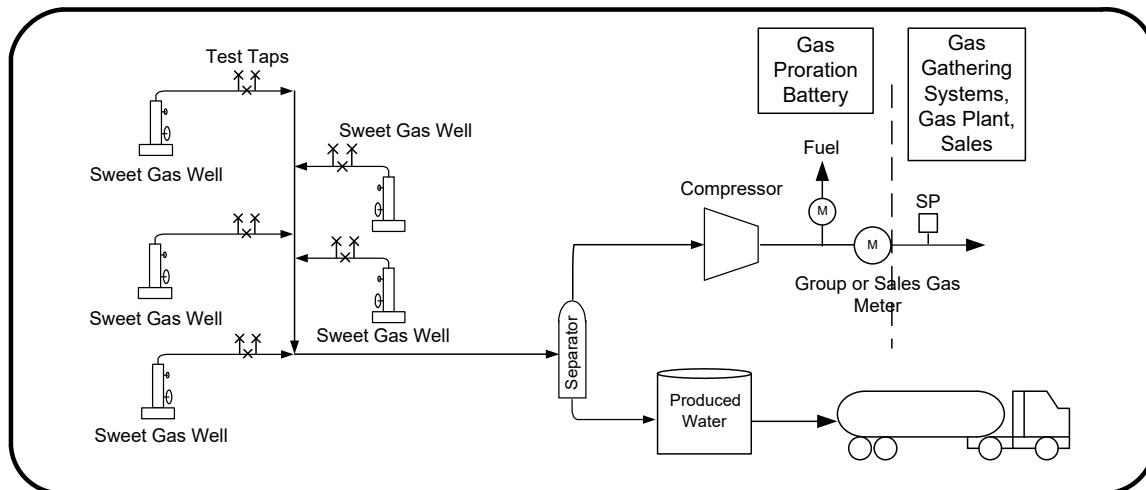 Test Taps
Sweet Gas Well
Sweet Gas Well
Sweet Gas Well
Sweet Gas Well
Sweet Gas Well
Gas
Proration
Battery
Gas
Gathering
Systems,
Gas Plant,
Sales
Fuel
Compressor
M
SP
M
Group or Sales Gas
Meter
Separator
Produced
Water